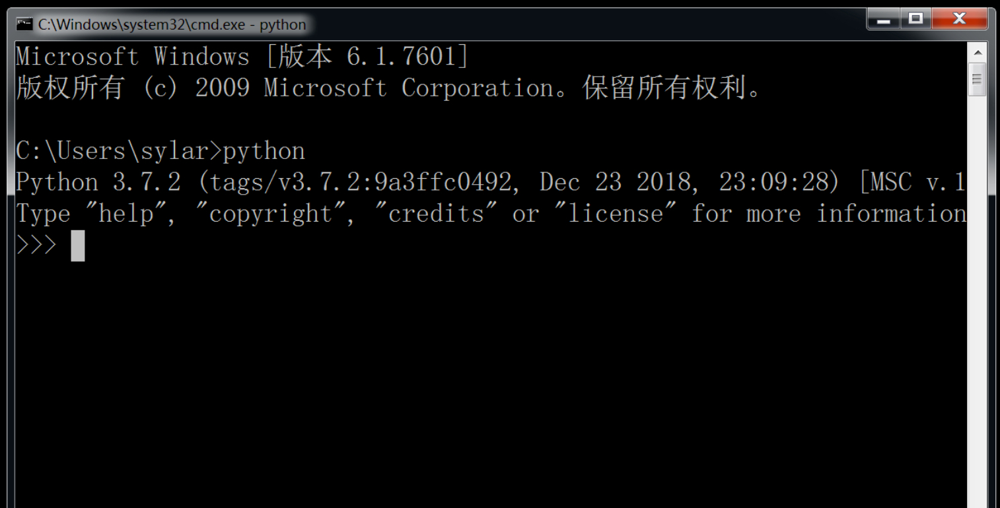 C:\Windows\system32\cmd.exe - python
Microsoft Windows [版本 6.1.7601]
版权所有 (c) 2009 Microsoft Corporation。保留所有权利。
C:\Users\sylar>python
Python 3.7.2 (tags/v3.7.2:9a3ffc0492, Dec 23 2018, 23:09:28) [MSC v.1
Type "help", "copyright", "credits" or "license" for more information
>>>